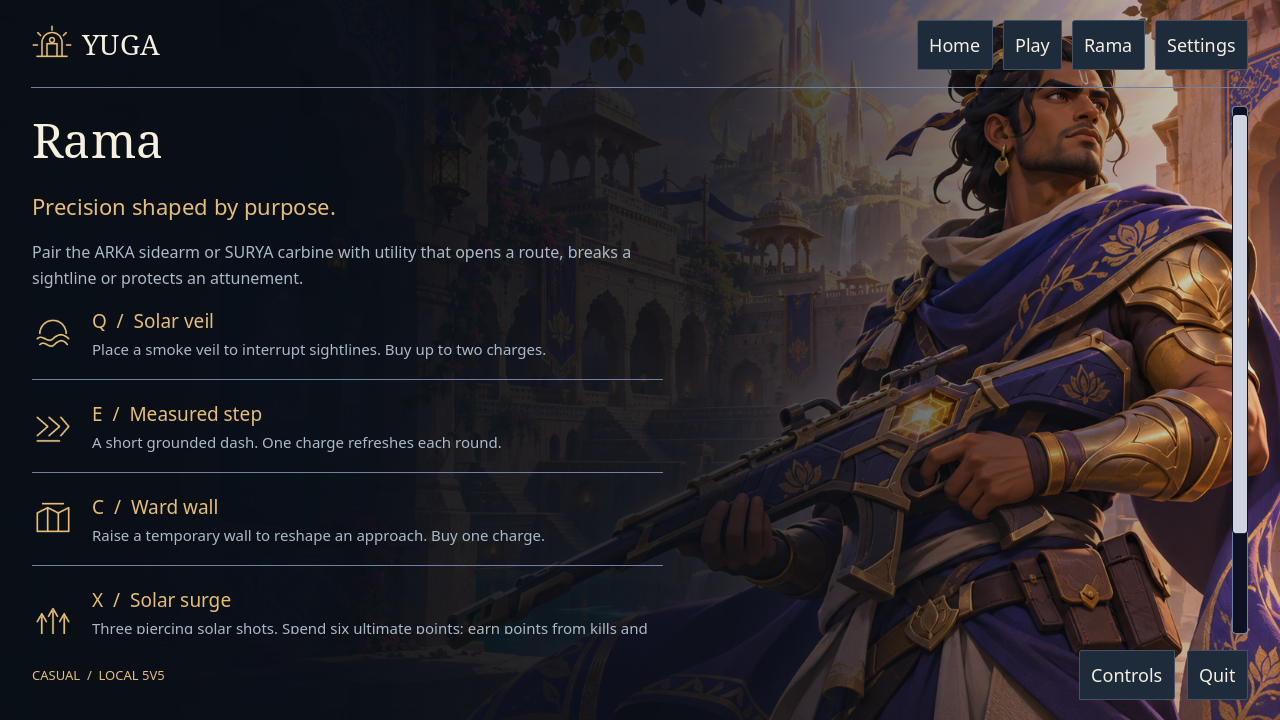 YUGA
Home
Play
Rama
Settings
Rama
Precision shaped by purpose.
Pair the ARKA sidearm or SURYA carbine with utility that opens a route, breaks a
sightline or protects an attunement.
Q / Solar veil
Place a smoke veil to interrupt sightlines. Buy up to two charges.
E / Measured step
A short grounded dash. One charge refreshes each round.
C / Ward wall
Raise a temporary wall to reshape an approach. Buy one charge.
X / Solar surge
Three piercing solar shots. Spend six ultimate points; earn points from kills and
CASUAL / LOCAL 5V5
Controls
Quit